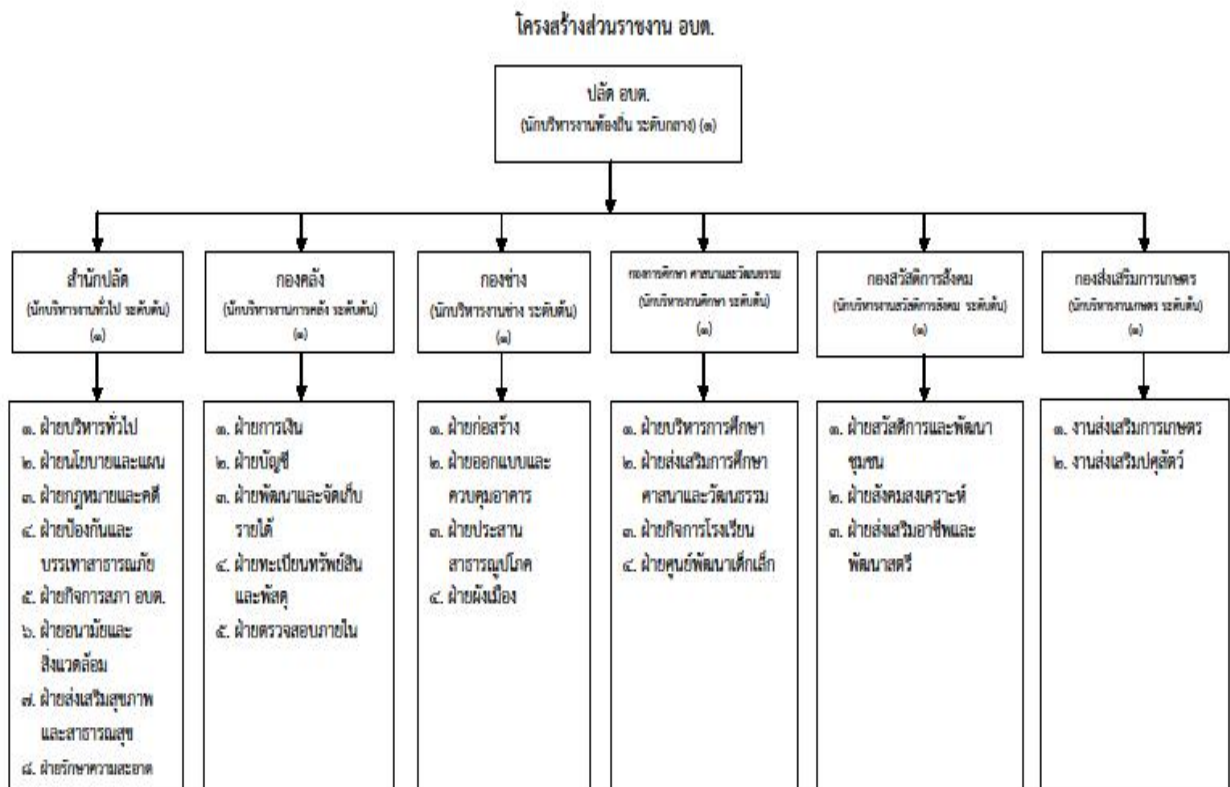 โครงสร้างส่วนราชงาน อบต.
ปลัด อบต.
(นักบริหารงานท้องถิ่น ระดับกลาง) (๑)
สำนักปลัด
(นักบริหารงานทั่วไป ระดับต้น)
(๑)
กองคลัง
(นักบริหารงานการคลัง ระดับต้น)
(๑)
กองช่าง
(นักบริหารงานช่าง ระดับต้น)
(๑)
กองการศึกษา ศาสนาและวัฒนธรรม
(นักบริหารงานศึกษา ระดับต้น)
(๑)
กองสวัสดิการสังคม
(นักบริหารงานสวัสดิการสังคม ระดับต้น)
(๑)
กองส่งเสริมการเกษตร
(นักบริหารงานเกษตร ระดับต้น)
(๑)
๑. ฝ่ายบริหารทั่วไป
๒. ฝ่ายนโยบายและแผน
๓. ฝ่ายกฎหมายและคดี
๔. ฝ่ายป้องกันและ
บรรเทาสาธารณภัย
๕. ฝ่ายกิจการสภา อบต.
๖. ฝ่ายอนามัยและ
สิ่งแวดล้อม
๗. ฝ่ายส่งเสริมสุขภาพ
และสาธารณสุข
๘. ฝ่ายรักษาความสะอาด
๑. ฝ่ายการเงิน
๒. ฝ่ายบัญชี
๓. ฝ่ายพัฒนาและจัดเก็บ
รายได้
๔. ฝ่ายทะเบียนทรัพย์สิน
และพัสดุ
๕. ฝ่ายตรวจสอบภายใน
๑. ฝ่ายก่อสร้าง
๒. ฝ่ายออกแบบและ
ควบคุมอาคาร
๓. ฝ่ายประสาน
สาธารณูปโภค
๔. ฝ่ายผังเมือง
๑. ฝ่ายบริหารการศึกษา
๒. ฝ่ายส่งเสริมการศึกษา
ศาสนาและวัฒนธรรม
๓. ฝ่ายกิจการโรงเรียน
๔. ฝ่ายศูนย์พัฒนาเด็กเล็ก
๑. ฝ่ายสวัสดิการและพัฒนา
ชุมชน
๒. ฝ่ายสังคมสงเคราะห์
๓. ฝ่ายส่งเสริมอาชีพและ
พัฒนาสตรี
๑. งานส่งเสริมการเกษตร
๒. งานส่งเสริมปศุสัตว์